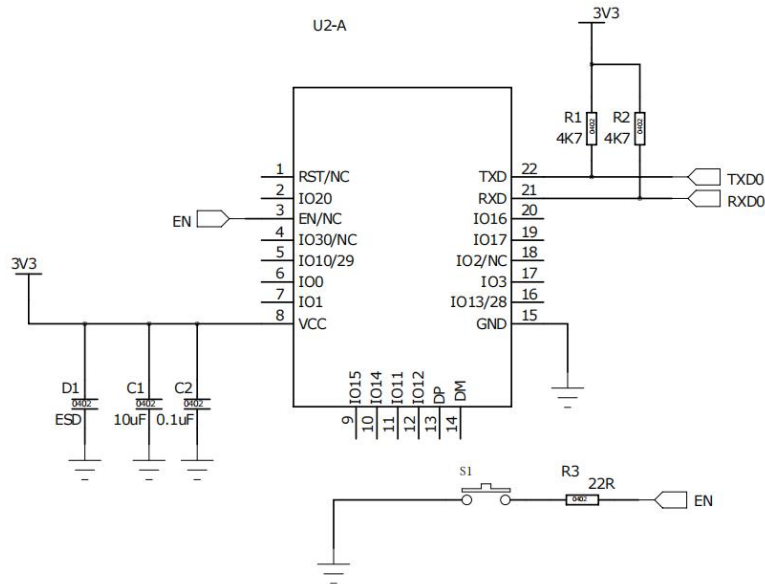 U2-A
3V3
R1
4K7
0402
R2
4K7
0402
TXD0
RXD0
EN
1 RST/NC
2 IO20
3 EN/NC
4 IO30/NC
5 IO10/29
6 IO0
7 IO1
8 VCC
TXD 22
RXD 21
IO16 20
IO17 19
IO2/NC 18
IO3 17
IO13/28 16
GND 15
IO15 9
IO14 10
IO11 11
IO12 12
DP 13
DM 14
3V3
D1
0402
ESD
C1
0402
10uF
C2
0402
0.1uF
S1
R3
22R
0402
EN